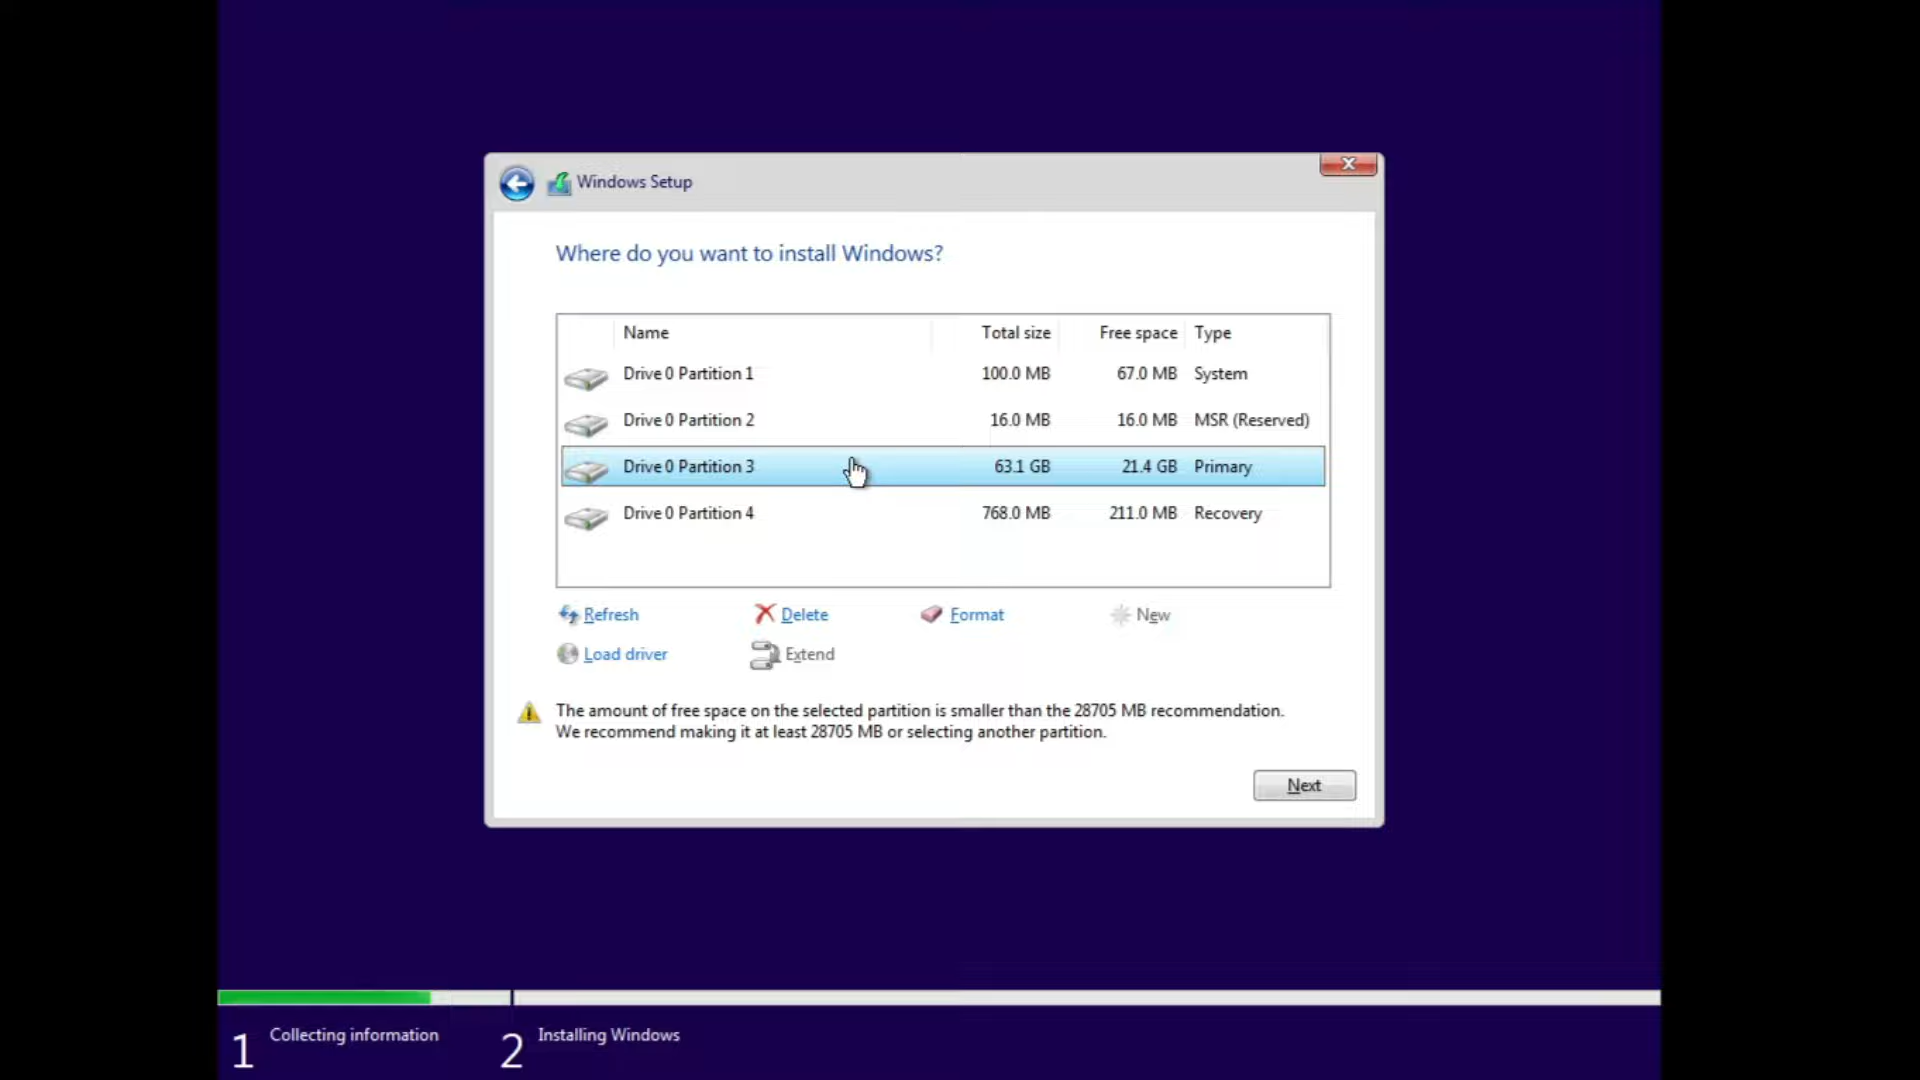 Windows Setup
X
Where do you want to install Windows?
Name Total size Free space Type
Drive 0 Partition 1 100.0 MB 67.0 MB System
Drive 0 Partition 2 16.0 MB 16.0 MB MSR (Reserved)
Drive 0 Partition 3 63.1 GB 21.4 GB Primary
Drive 0 Partition 4 768.0 MB 211.0 MB Recovery
Refresh Delete Format New
Load driver Extend
The amount of free space on the selected partition is smaller than the 28705 MB recommendation.
We recommend making it at least 28705 MB or selecting another partition.
Next
1 Collecting information 2 Installing Windows